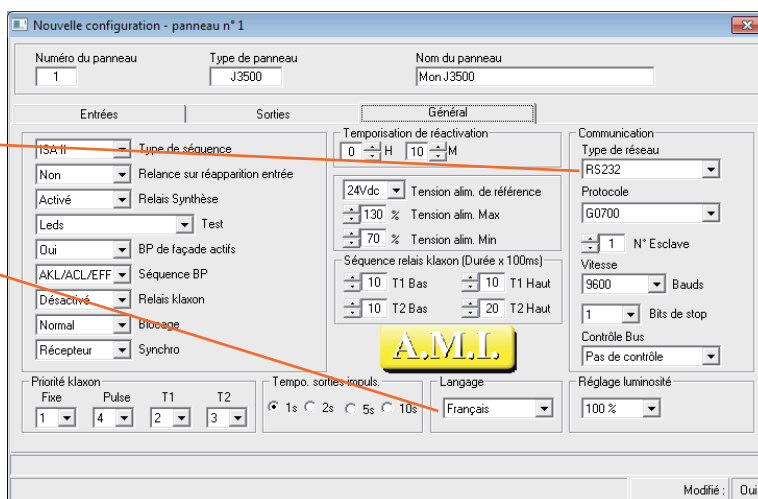 Nouvelle configuration - panneau n° 1
Numéro du panneau
1
Type de panneau
J3500
Nom du panneau
Mon J3500
Entrées
Sorties
Général
ISA II Type de séquence
Non Relance sur réapparition entrée
Activé Relais Synthèse
Leds Test
Oui BP de façade actifs
AKL/ACL/EFF Séquence BP
Désactivé Relais klaxon
Normal Blocage
Récepteur Synchro
Temporisation de réactivation
0 H 10 M
24Vdc Tension alim. de référence
130 % Tension alim. Max
70 % Tension alim. Min
Séquence relais klaxon (Durée x 100ms)
10 T1 Bas 10 T1 Haut
10 T2 Bas 20 T2 Haut
A.M.I.
Communication
Type de réseau
RS232
Protocole
G0700
1 N° Esclave
Vitesse
9600 Bauds
1 Bits de stop
Contrôle Bus
Pas de contrôle
Priorité klaxon
Fixe Pulse T1 T2
1 4 2 3
Tempo. sorties impuls.
1s 2s 5s 10s
Langage
Français
Réglage luminosité
100 %
Modifié : Oui